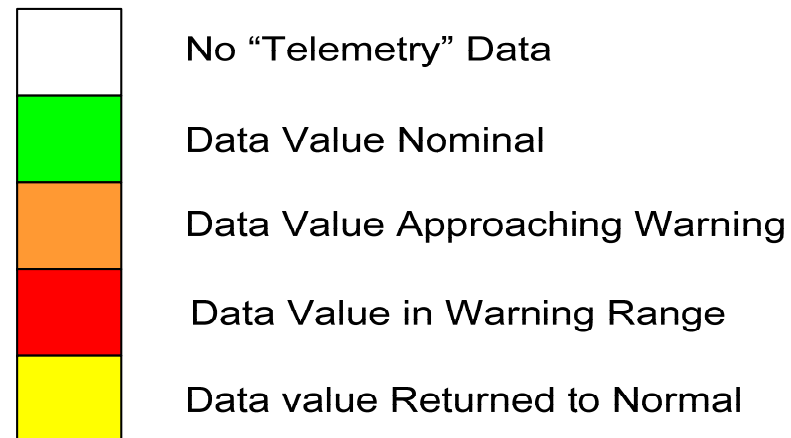 No “Telemetry” Data
Data Value Nominal
Data Value Approaching Warning
Data Value in Warning Range
Data value Returned to Normal